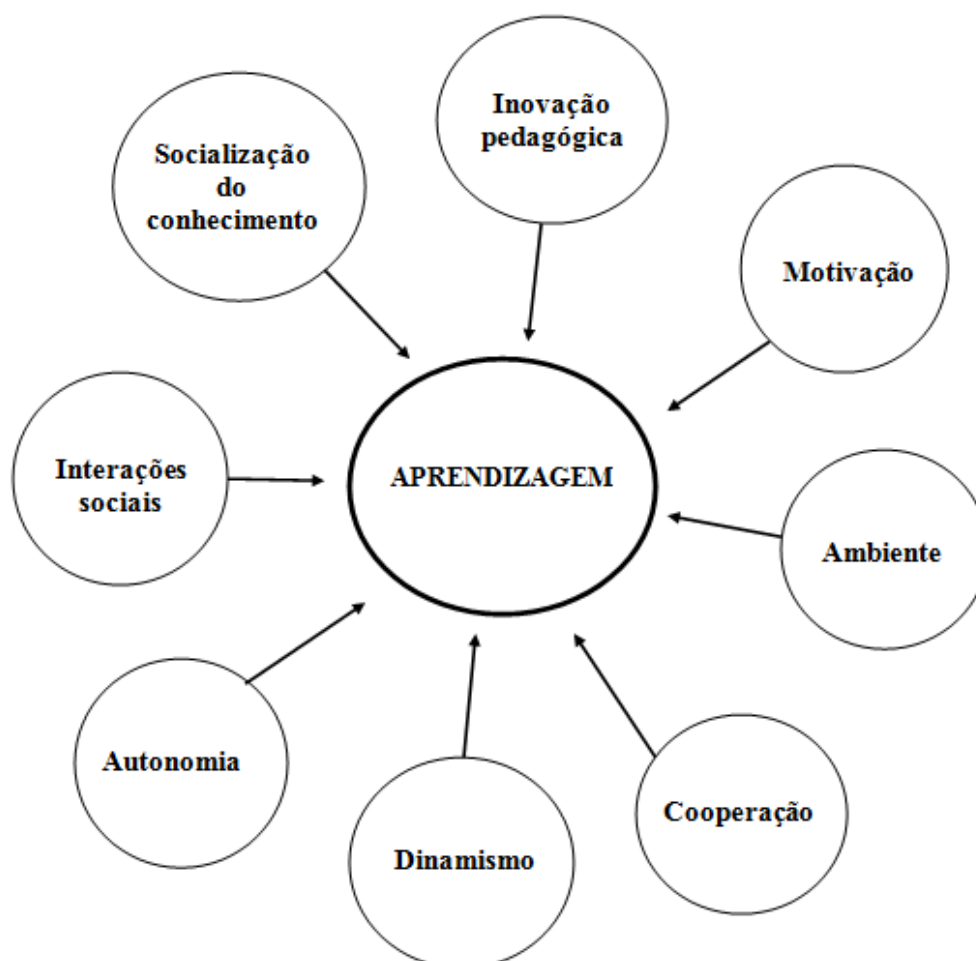 Inovação
pedagógica
Socialização
do
conhecimento
Motivação
Interações
sociais
APRENDIZAGEM
Ambiente
Autonomia
Cooperação
Dinamismo